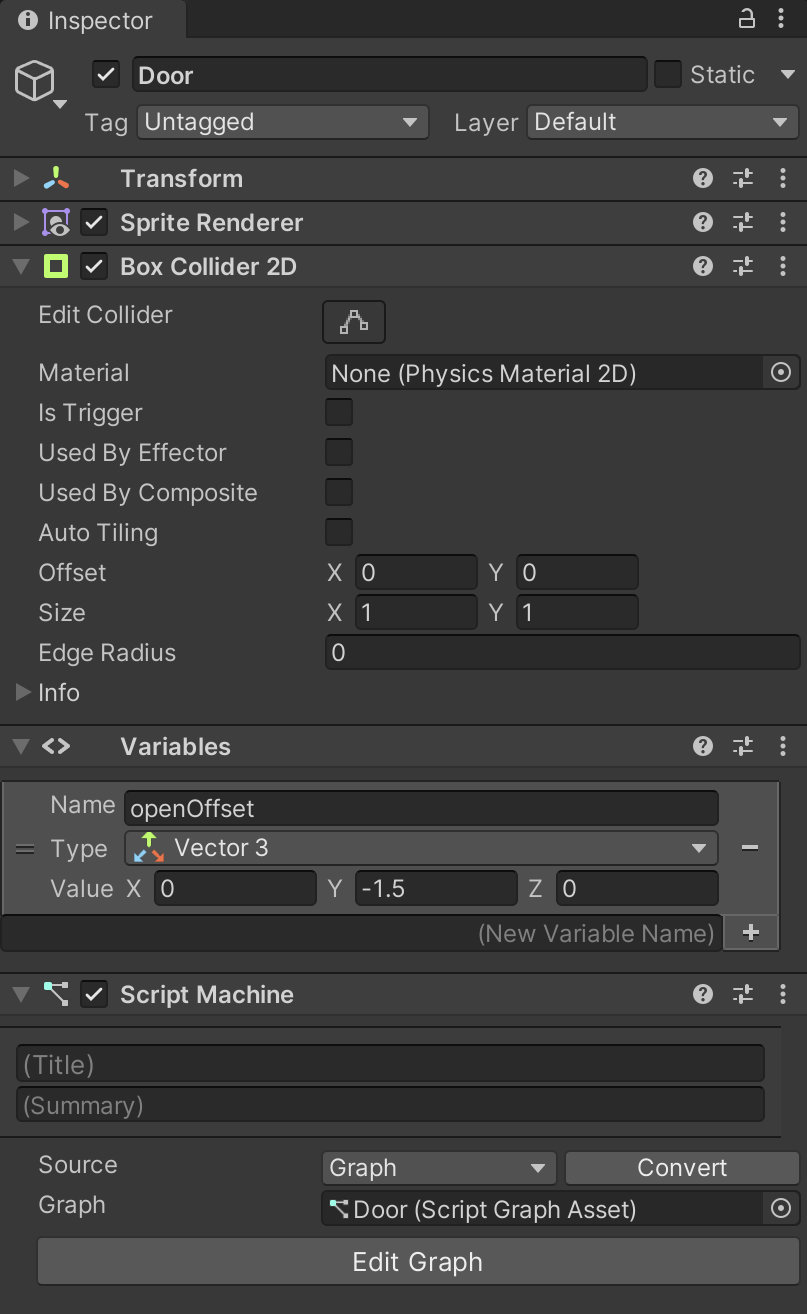 Inspector
Door Static
Tag Untagged Layer Default
Transform
Sprite Renderer
Box Collider 2D
Edit Collider
Material None (Physics Material 2D)
Is Trigger
Used By Effector
Used By Composite
Auto Tiling
Offset X 0 Y 0
Size X 1 Y 1
Edge Radius 0
Info
Variables
Name openOffset
Type Vector 3
Value X 0 Y -1.5 Z 0
(New Variable Name)
Script Machine
(Title)
(Summary)
Source Graph Convert
Graph Door (Script Graph Asset)
Edit Graph